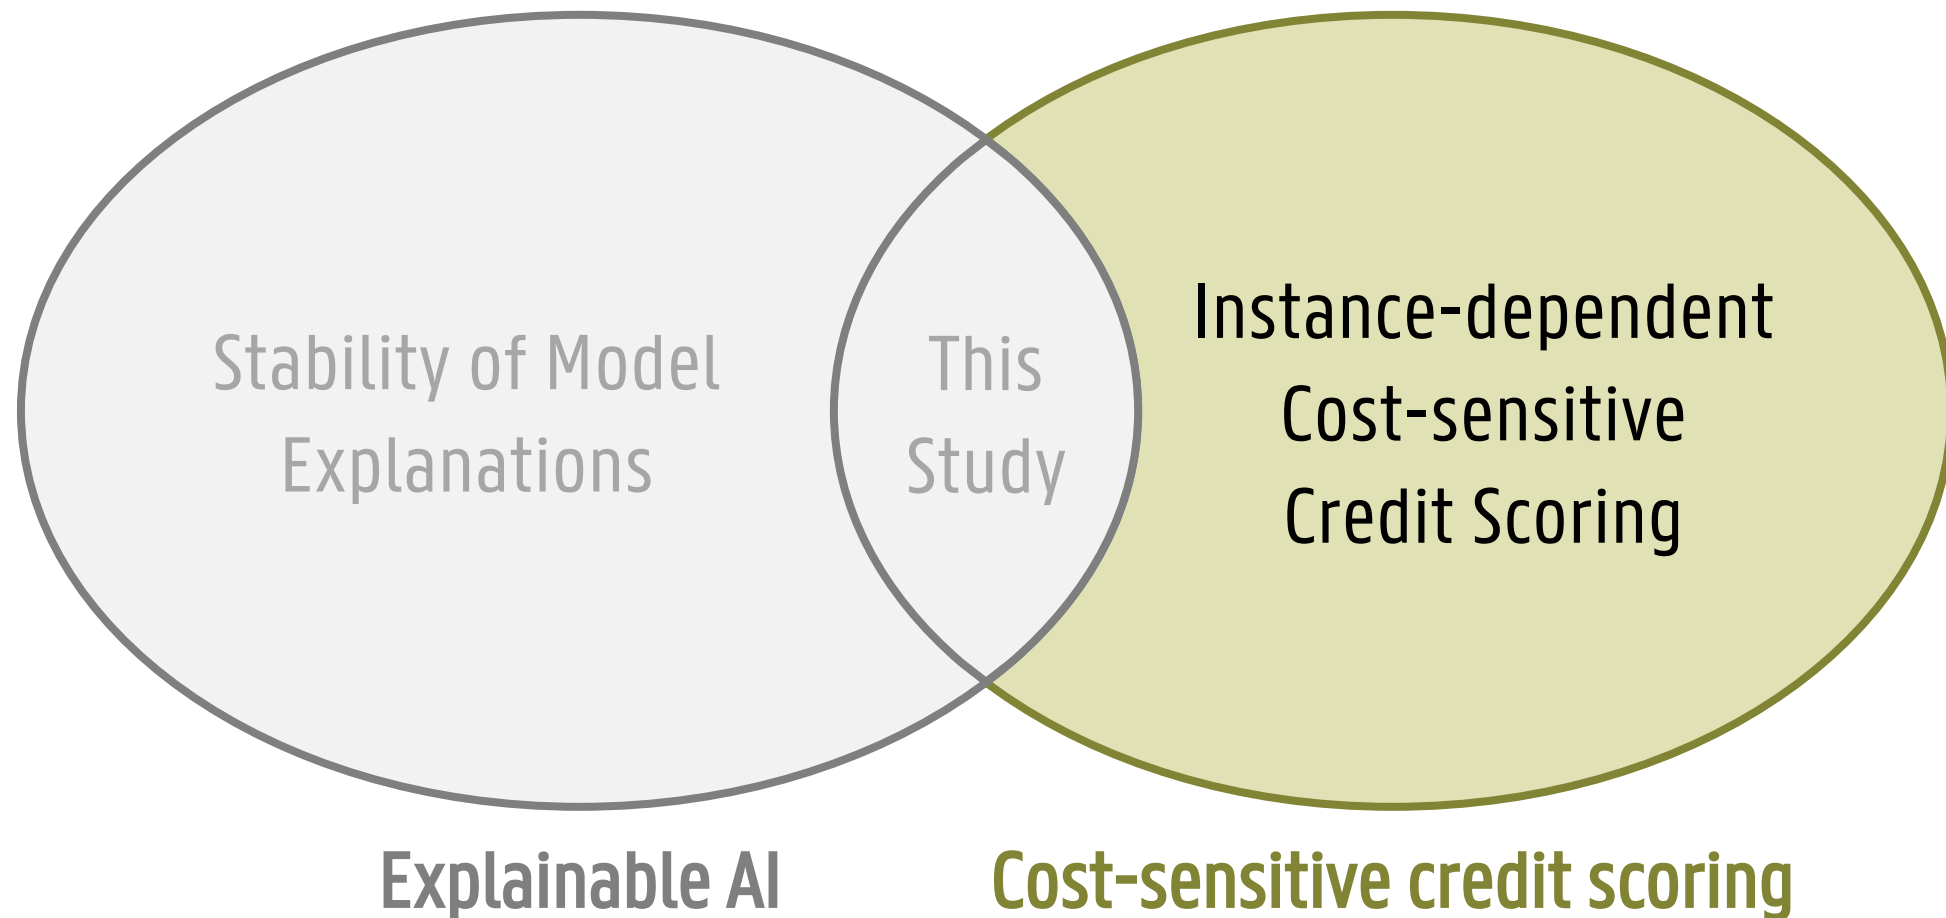 Stability of Model
Explanations
This
Study
Instance-dependent
Cost-sensitive
Credit Scoring
Explainable AI
Cost-sensitive credit scoring